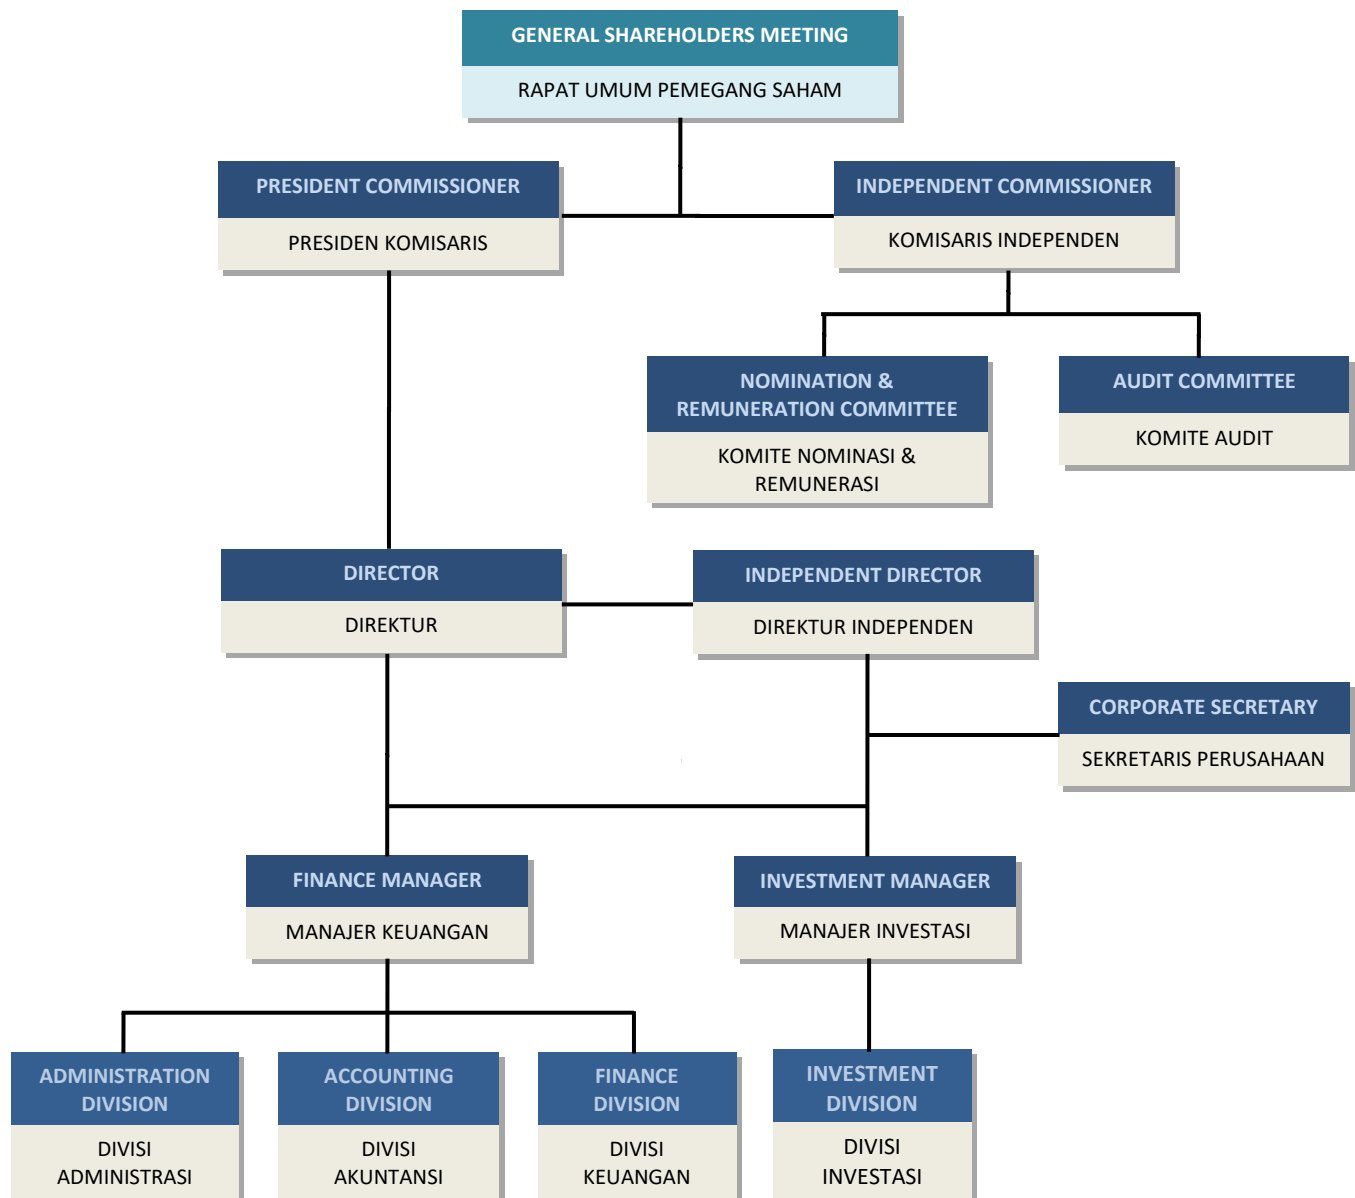 GENERAL SHAREHOLDERS MEETING
RAPAT UMUM PEMEGANG SAHAM
PRESIDENT COMMISSIONER
PRESIDEN KOMISARIS
INDEPENDENT COMMISSIONER
KOMISARIS INDEPENDEN
NOMINATION &
REMUNERATION COMMITTEE
KOMITE NOMINASI &
REMUNERASI
AUDIT COMMITTEE
KOMITE AUDIT
DIRECTOR
DIREKTUR
INDEPENDENT DIRECTOR
DIREKTUR INDEPENDEN
CORPORATE SECRETARY
SEKRETARIS PERUSAHAAN
FINANCE MANAGER
MANAJER KEUANGAN
INVESTMENT MANAGER
MANAJER INVESTASI
ADMINISTRATION
DIVISION
DIVISI
ADMINISTRASI
ACCOUNTING
DIVISION
DIVISI
AKUNTANSI
FINANCE
DIVISION
DIVISI
KEUANGAN
INVESTMENT
DIVISION
DIVISI
INVESTASI